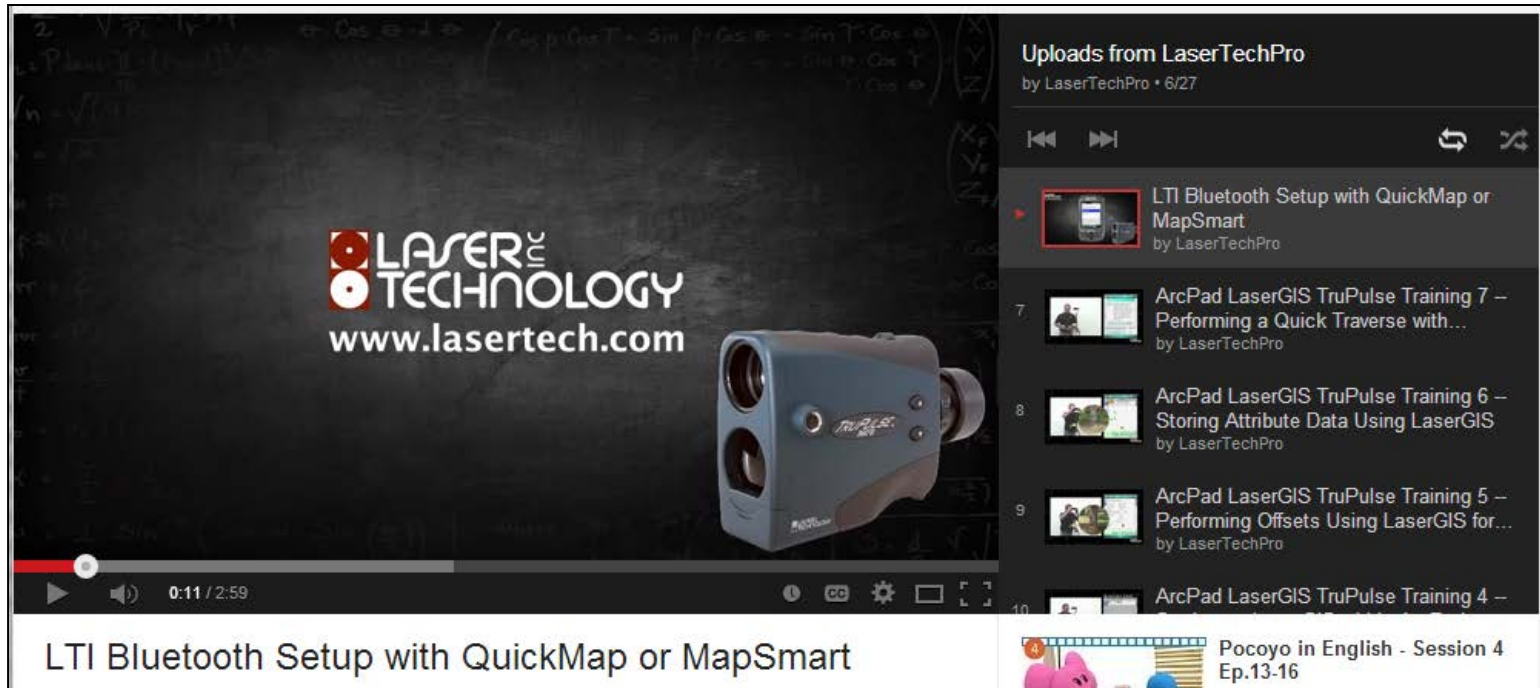 LASER INC
TECHNOLOGY
www.lasertech.com
TRUPULSE
LASER
TECHNOLOGY
0:11 / 2:59
CC
LTI Bluetooth Setup with QuickMap or MapSmart
Uploads from LaserTechPro
by LaserTechPro • 6/27
LTI Bluetooth Setup with QuickMap or
MapSmart
by LaserTechPro
7
ArcPad LaserGIS TruPulse Training 7 --
Performing a Quick Traverse with...
by LaserTechPro
8
ArcPad LaserGIS TruPulse Training 6 --
Storing Attribute Data Using LaserGIS
by LaserTechPro
9
ArcPad LaserGIS TruPulse Training 5 --
Performing Offsets Using LaserGIS for...
by LaserTechPro
10
ArcPad LaserGIS TruPulse Training 4 --
4
Pocoyo in English - Session 4
Ep.13-16